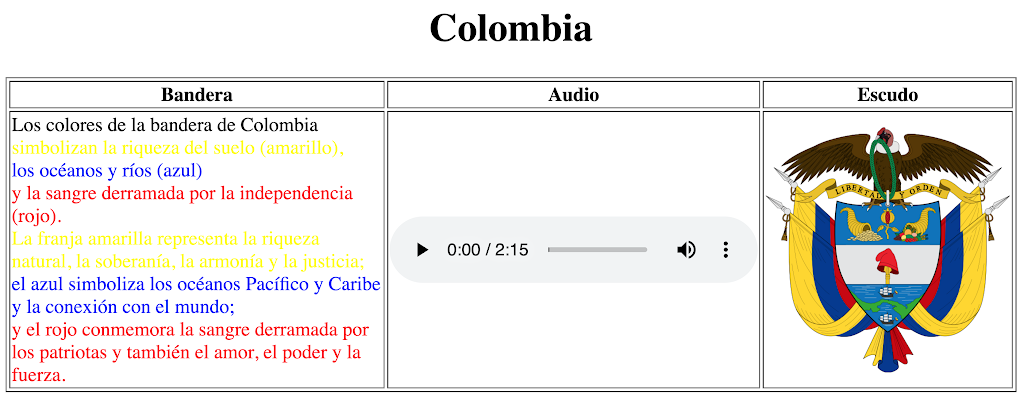 Colombia
Bandera
Audio
Escudo
Los colores de la bandera de Colombia
simbolizan la riqueza del suelo (amarillo),
los océanos y ríos (azul)
y la sangre derramada por la independencia
(rojo).
La franja amarilla representa la riqueza
natural, la soberanía, la armonía y la justicia;
el azul simboliza los océanos Pacífico y Caribe
y la conexión con el mundo;
y el rojo conmemora la sangre derramada por
los patriotas y también el amor, el poder y la
fuerza.
0:00 / 2:15
LIBERTAD Y ORDEN